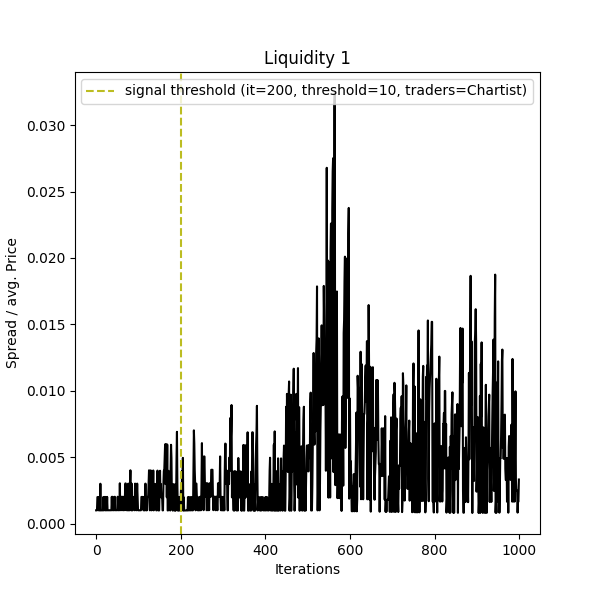 Liquidity 1
signal threshold (it=200, threshold=10, traders=Chartist)
Spread / avg. Price
0.030
0.025
0.020
0.015
0.010
0.005
0.000
0 200 400 600 800 1000
Iterations